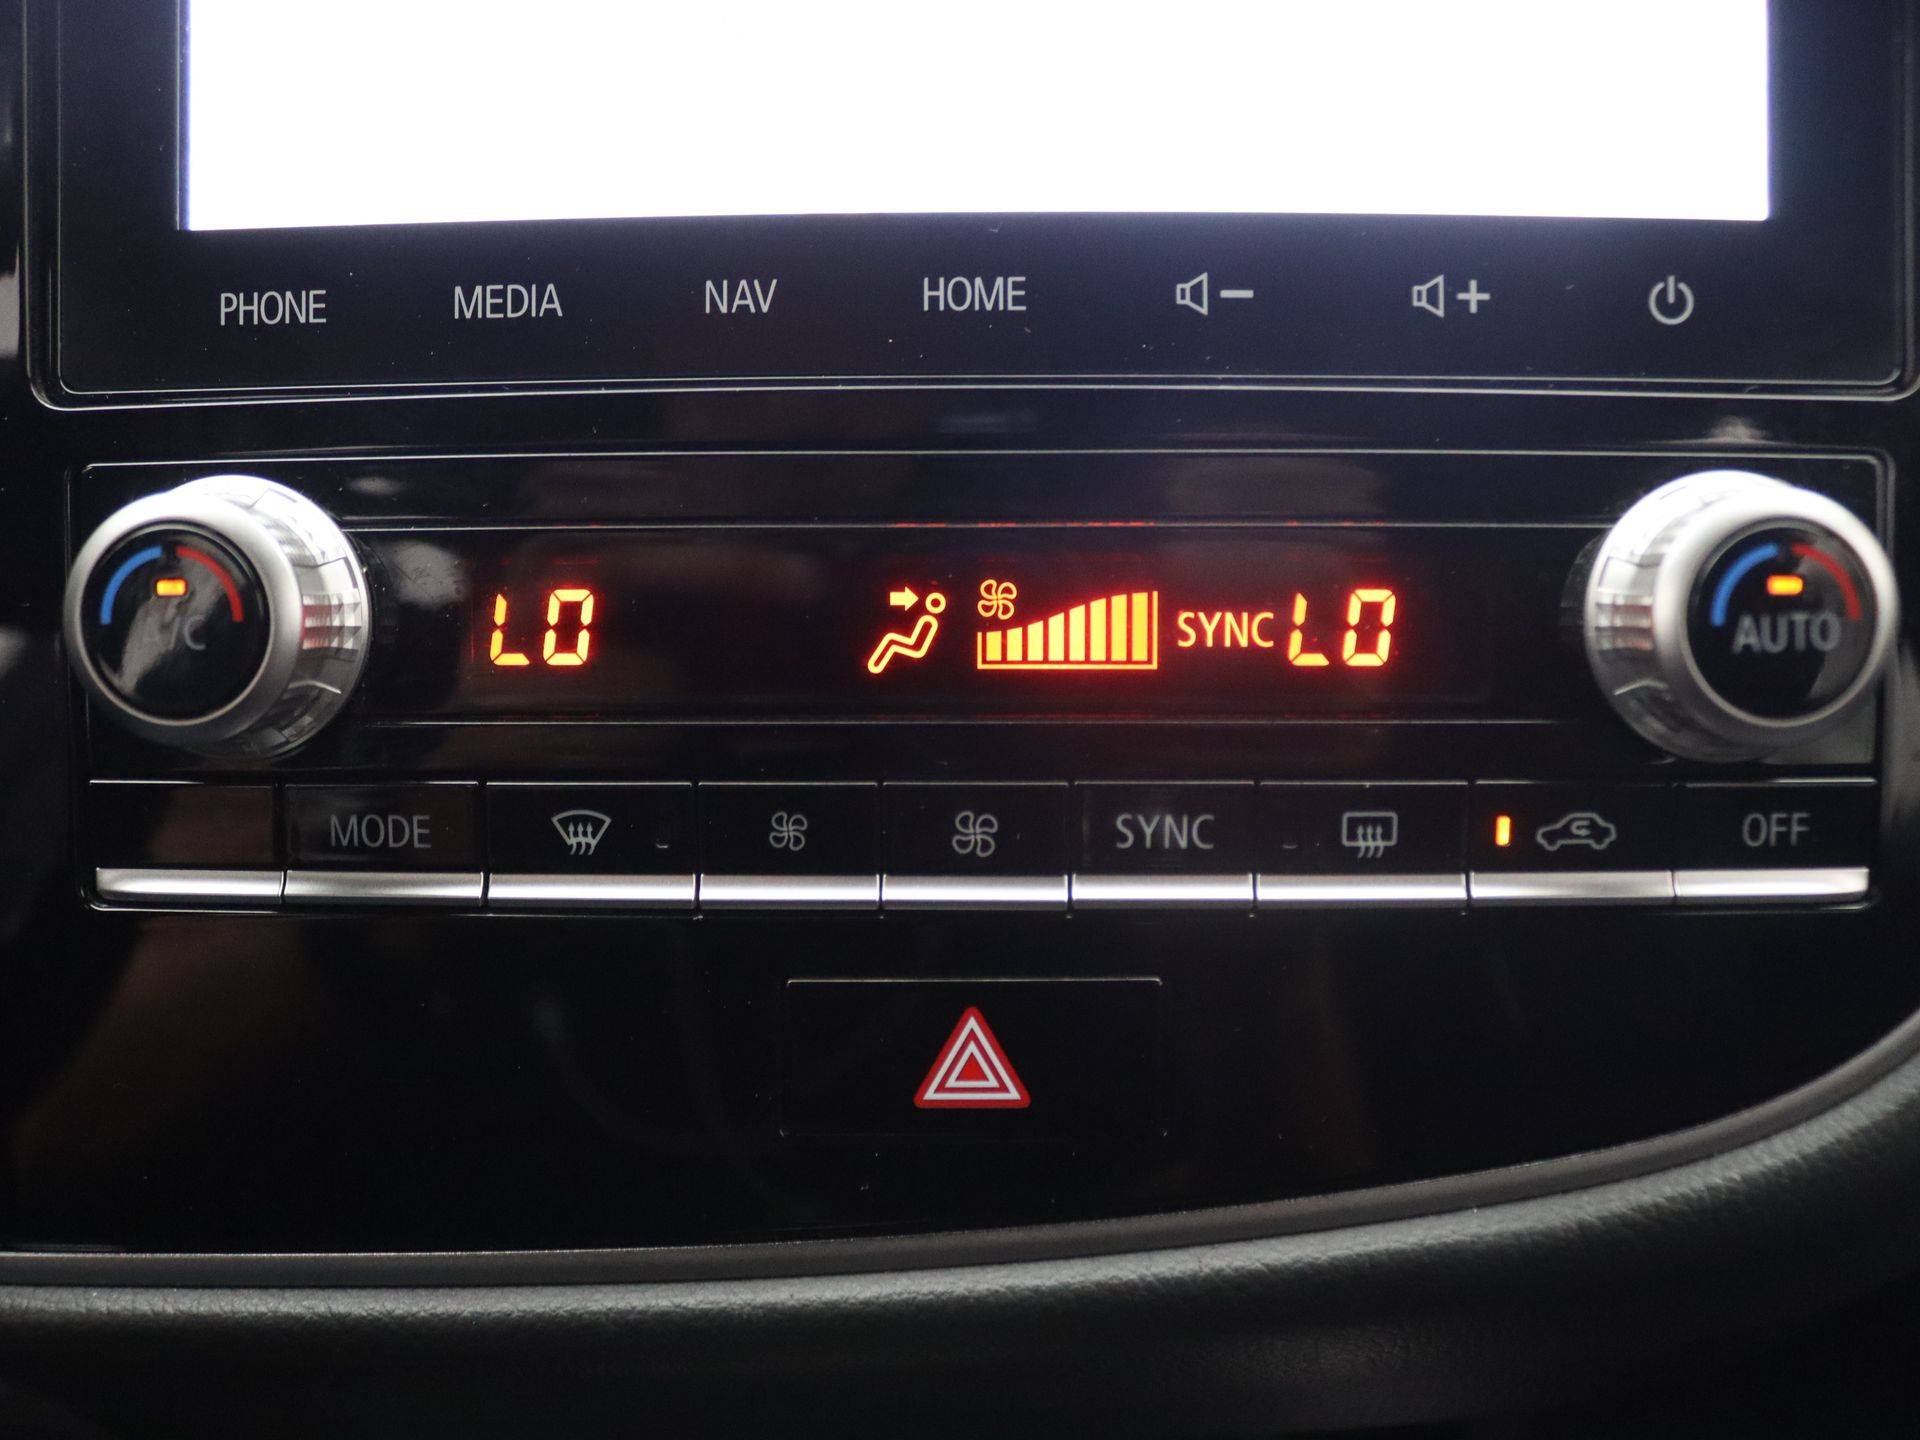 PHONE MEDIA NAV HOME
LO SYNC LO
A/C AUTO
MODE SYNC OFF